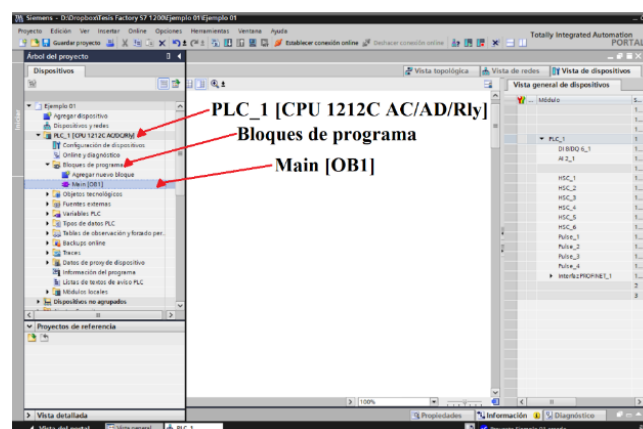 Siemens - D:\Dropbox\Tesis Factory S7 1200\Ejemplo 01\Ejemplo 01
Proyecto Edición Ver Insertar Online Opciones Herramientas Ventana Ayuda
Totally Integrated Automation
PORTAL
Guardar proyecto
Establecer conexión online
Deshacer conexión online
Árbol del proyecto
Dispositivos
Vista topológica
Vista de redes
Vista de dispositivos
Vista general de dispositivos
Módulo
Iniciar
Ejemplo 01
Agregar dispositivo
Dispositivos y redes
PLC_1 [CPU 1212C AC/DC/Rly]
Configuración de dispositivos
Online y diagnóstico
Bloques de programa
Agregar nuevo bloque
Main [OB1]
Objetos tecnológicos
Fuentes externas
Variables PLC
Tipos de datos PLC
Tablas de observación y forzado per.
Backups online
Traces
Datos de proxy de dispositivo
Información del programa
Listas de textos de aviso PLC
Módulos locales
Dispositivos no agrupados
PLC_1 [CPU 1212C AC/AD/Rly]
Bloques de programa
Main [OB1]
PLC_1
DI 8/DQ 6_1
AI 2_1
HSC_1
HSC_2
HSC_3
HSC_4
HSC_5
HSC_6
Pulse_1
Pulse_2
Pulse_3
Pulse_4
Interfaz PROFINET_1
Proyectos de referencia
100%
Vista detallada
Propiedades
Información
Diagnóstico
Vista del portal
Vista general
PLC_1
Proyecto Ejemplo 01 creado